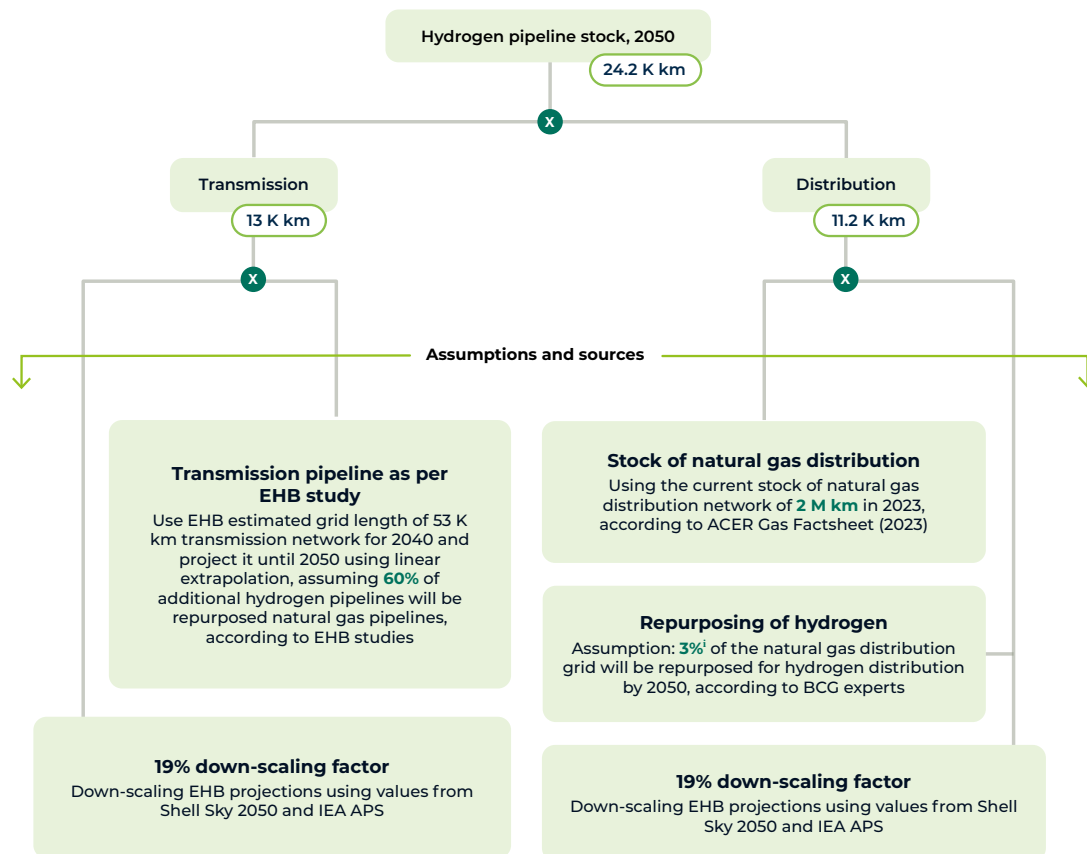 Hydrogen pipeline stock, 2050
24.2 K km
X
Transmission
13 K km
Distribution
11.2 K km
X
X
Assumptions and sources
Transmission pipeline as per
EHB study
Use EHB estimated grid length of 53 K
km transmission network for 2040 and
project it until 2050 using linear
extrapolation, assuming 60% of
additional hydrogen pipelines will be
repurposed natural gas pipelines,
according to EHB studies
Stock of natural gas distribution
Using the current stock of natural gas
distribution network of 2 M km in 2023,
according to ACER Gas Factsheet (2023)
Repurposing of hydrogen
Assumption: 3%ⁱ of the natural gas distribution
grid will be repurposed for hydrogen distribution
by 2050, according to BCG experts
19% down-scaling factor
Down-scaling EHB projections using values from
Shell Sky 2050 and IEA APS
19% down-scaling factor
Down-scaling EHB projections using values from Shell
Sky 2050 and IEA APS